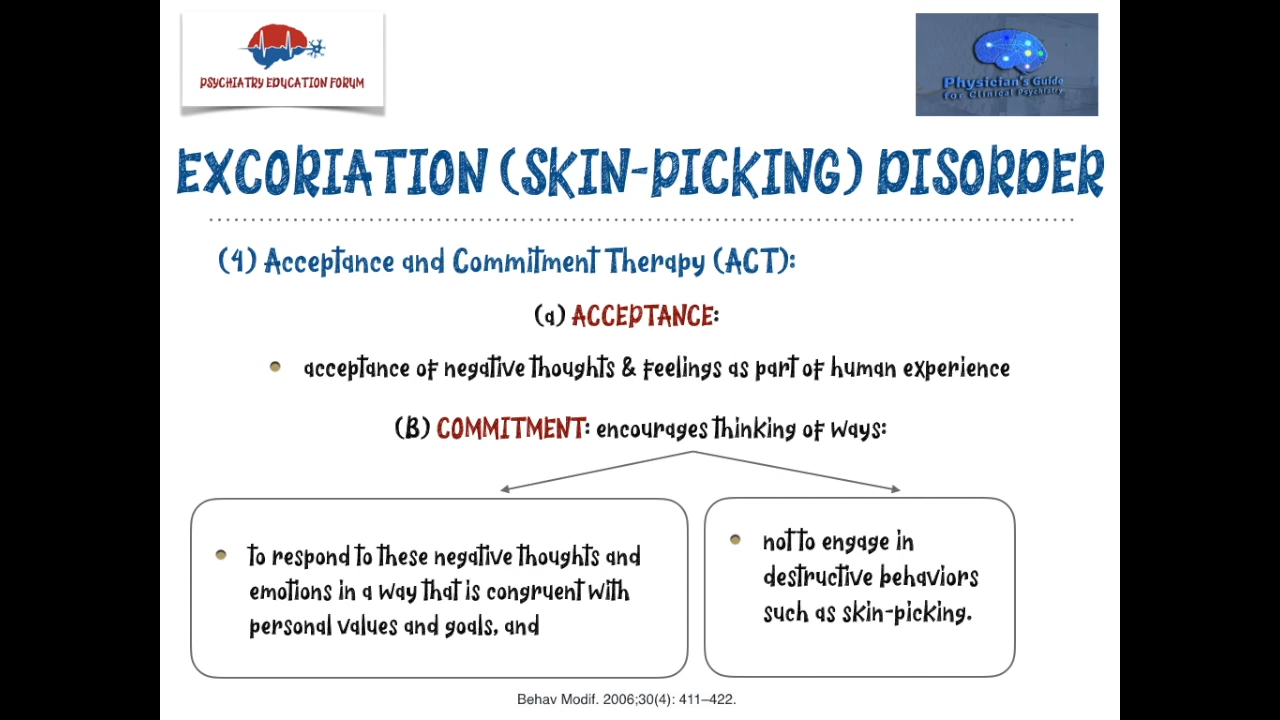 PSYCHIATRY EDUCATION FORUM
Physician's Guide
For Clinical Psychiatry
EXCORIATION (SKIN-PICKING) DISORDER
(4) Acceptance and Commitment Therapy (ACT):
(a) ACCEPTANCE:
• acceptance of negative thoughts & feelings as part of human experience
(B) COMMITMENT: encourages thinking of ways:
• to respond to these negative thoughts and
emotions in a way that is congruent with
personal values and goals, and
• not to engage in
destructive behaviors
such as skin-picking.
Behav Modif. 2006;30(4): 411–422.